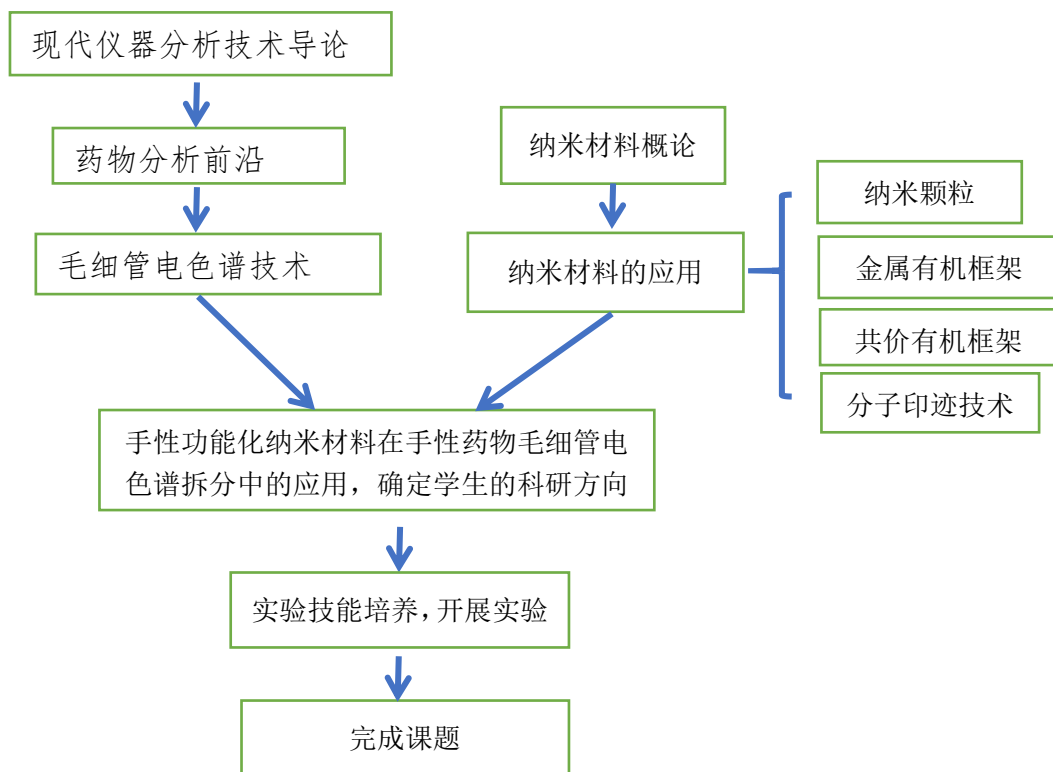 现代仪器分析技术导论
药物分析前沿
毛细管电色谱技术
纳米材料概论
纳米材料的应用
纳米颗粒
金属有机框架
共价有机框架
分子印迹技术
手性功能化纳米材料在手性药物毛细管电
色谱拆分中的应用，确定学生的科研方向
实验技能培养，开展实验
完成课题